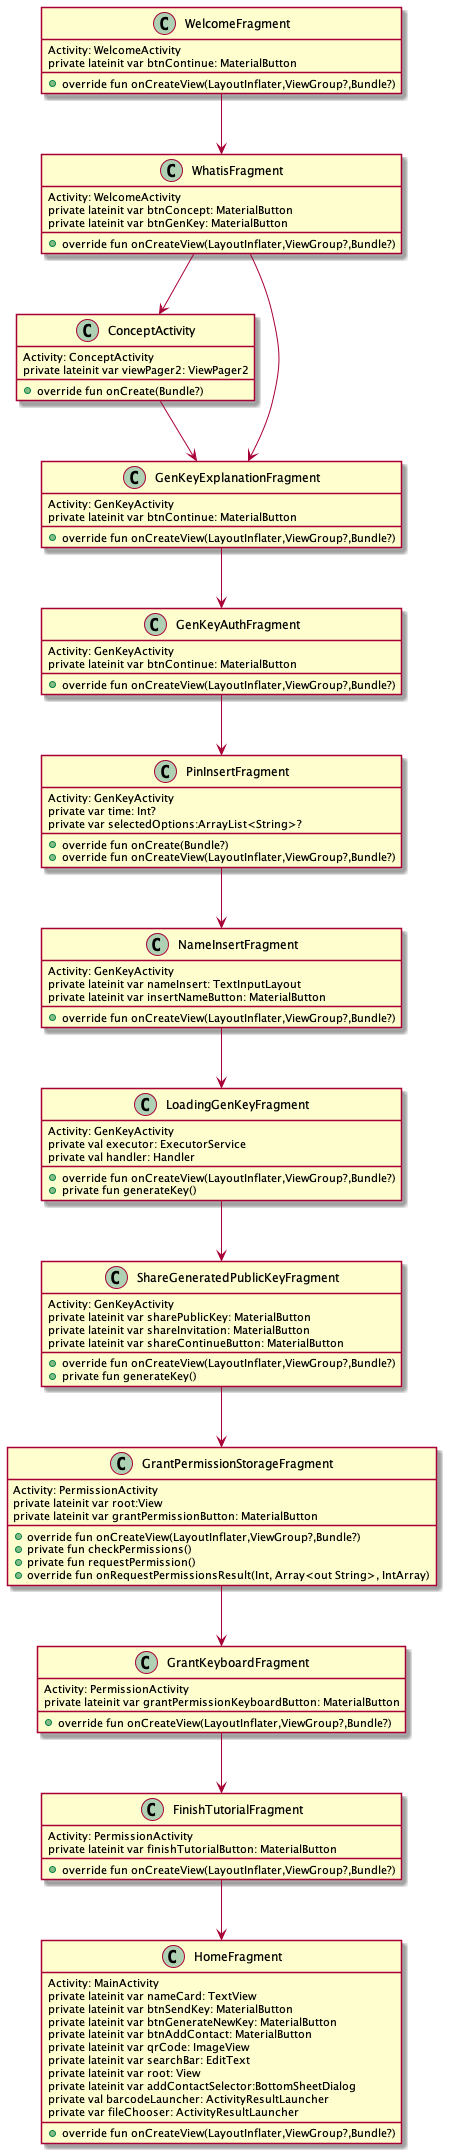 C WelcomeFragment
Activity: WelcomeActivity
private lateinit var btnContinue: MaterialButton
override fun onCreateView(LayoutInflater,ViewGroup?,Bundle?)
C WhatisFragment
Activity: WelcomeActivity
private lateinit var btnConcept: MaterialButton
private lateinit var btnGenKey: MaterialButton
override fun onCreateView(LayoutInflater,ViewGroup?,Bundle?)
C ConceptActivity
Activity: ConceptActivity
private lateinit var viewPager2: ViewPager2
override fun onCreate(Bundle?)
C GenKeyExplanationFragment
Activity: GenKeyActivity
private lateinit var btnContinue: MaterialButton
override fun onCreateView(LayoutInflater,ViewGroup?,Bundle?)
C GenKeyAuthFragment
Activity: GenKeyActivity
private lateinit var btnContinue: MaterialButton
override fun onCreateView(LayoutInflater,ViewGroup?,Bundle?)
C PinInsertFragment
Activity: GenKeyActivity
private var time: Int?
private var selectedOptions:ArrayList<String>?
override fun onCreate(Bundle?)
override fun onCreateView(LayoutInflater,ViewGroup?,Bundle?)
C NameInsertFragment
Activity: GenKeyActivity
private lateinit var nameInsert: TextInputLayout
private lateinit var insertNameButton: MaterialButton
override fun onCreateView(LayoutInflater,ViewGroup?,Bundle?)
C LoadingGenKeyFragment
Activity: GenKeyActivity
private val executor: ExecutorService
private val handler: Handler
override fun onCreateView(LayoutInflater,ViewGroup?,Bundle?)
private fun generateKey()
C ShareGeneratedPublicKeyFragment
Activity: GenKeyActivity
private lateinit var sharePublicKey: MaterialButton
private lateinit var shareInvitation: MaterialButton
private lateinit var shareContinueButton: MaterialButton
override fun onCreateView(LayoutInflater,ViewGroup?,Bundle?)
private fun generateKey()
C GrantPermissionStorageFragment
Activity: PermissionActivity
private lateinit var root:View
private lateinit var grantPermissionButton: MaterialButton
override fun onCreateView(LayoutInflater,ViewGroup?,Bundle?)
private fun checkPermissions()
private fun requestPermission()
override fun onRequestPermissionsResult(Int, Array<out String>, IntArray)
C GrantKeyboardFragment
Activity: PermissionActivity
private lateinit var grantPermissionKeyboardButton: MaterialButton
override fun onCreateView(LayoutInflater,ViewGroup?,Bundle?)
C FinishTutorialFragment
Activity: PermissionActivity
private lateinit var finishTutorialButton: MaterialButton
override fun onCreateView(LayoutInflater,ViewGroup?,Bundle?)
C HomeFragment
Activity: MainActivity
private lateinit var nameCard: TextView
private lateinit var btnSendKey: MaterialButton
private lateinit var btnGenerateNewKey: MaterialButton
private lateinit var btnAddContact: MaterialButton
private lateinit var qrCode: ImageView
private lateinit var searchBar: EditText
private lateinit var root: View
private lateinit var addContactSelector:BottomSheetDialog
private val barcodeLauncher: ActivityResultLauncher
private var fileChooser: ActivityResultLauncher
override fun onCreateView(LayoutInflater,ViewGroup?,Bundle?)